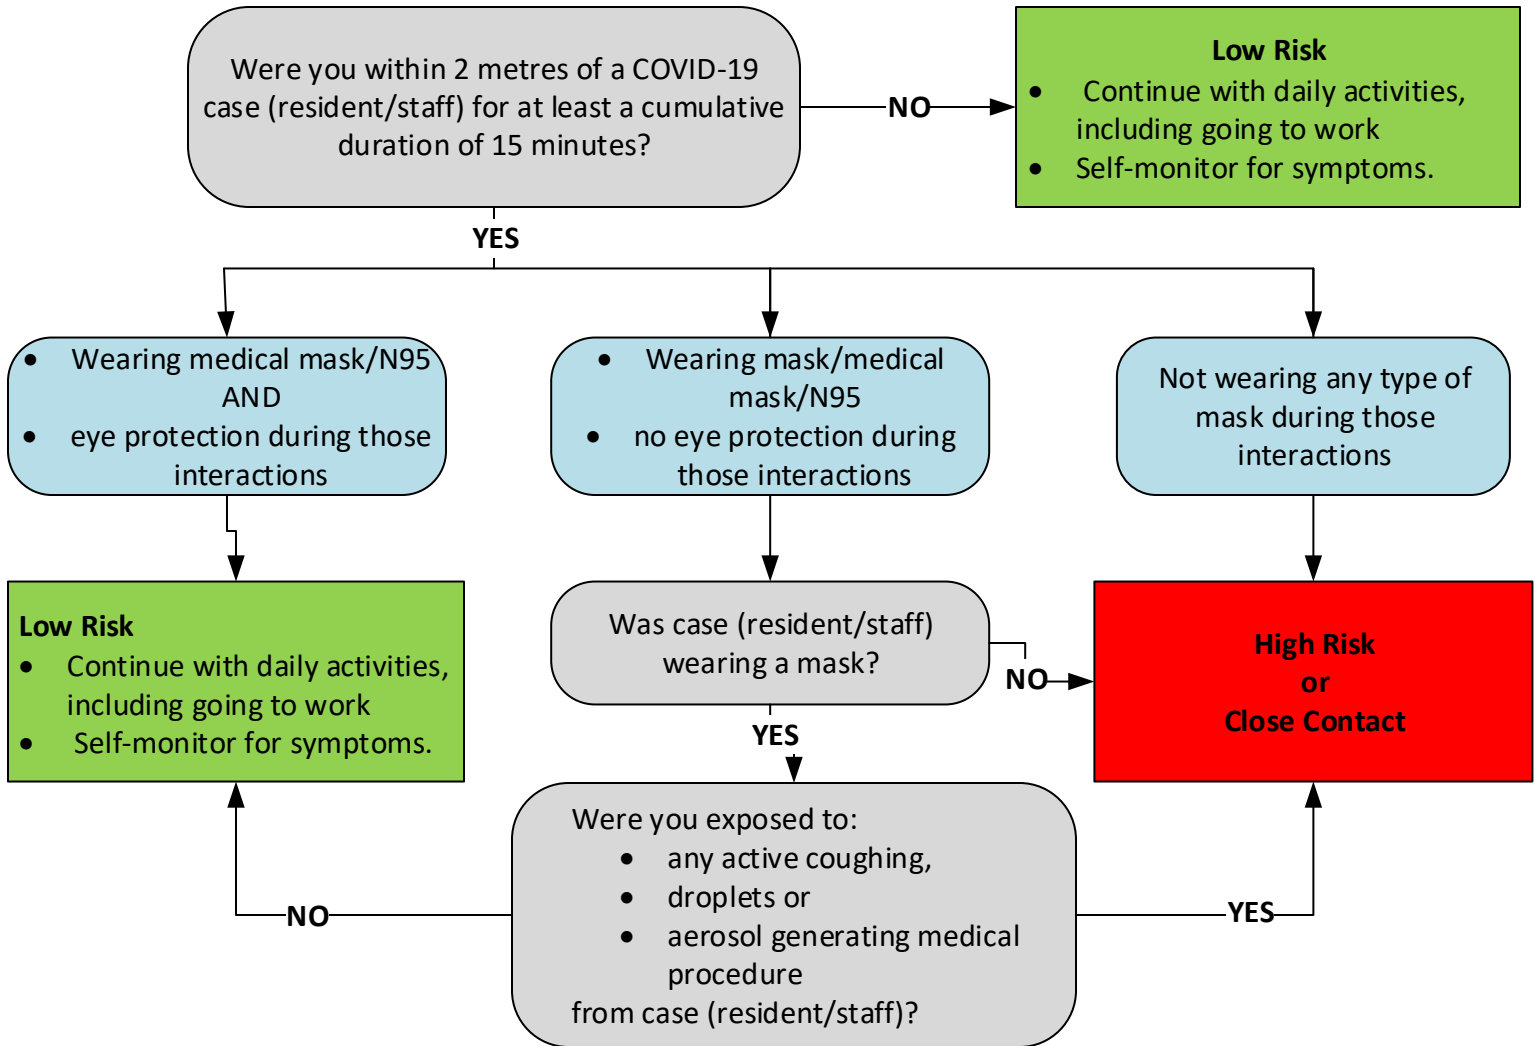 Were you within 2 metres of a COVID-19
case (resident/staff) for at least a cumulative
duration of 15 minutes?
NO
Low Risk
• Continue with daily activities,
including going to work
• Self-monitor for symptoms.
YES
• Wearing medical mask/N95
AND
• eye protection during those
interactions
• Wearing mask/medical
mask/N95
• no eye protection during
those interactions
Not wearing any type of
mask during those
interactions
Low Risk
• Continue with daily activities,
including going to work
• Self-monitor for symptoms.
Was case (resident/staff)
wearing a mask?
NO
High Risk
or
Close Contact
YES
Were you exposed to:
• any active coughing,
• droplets or
• aerosol generating medical
procedure
from case (resident/staff)?
NO
YES